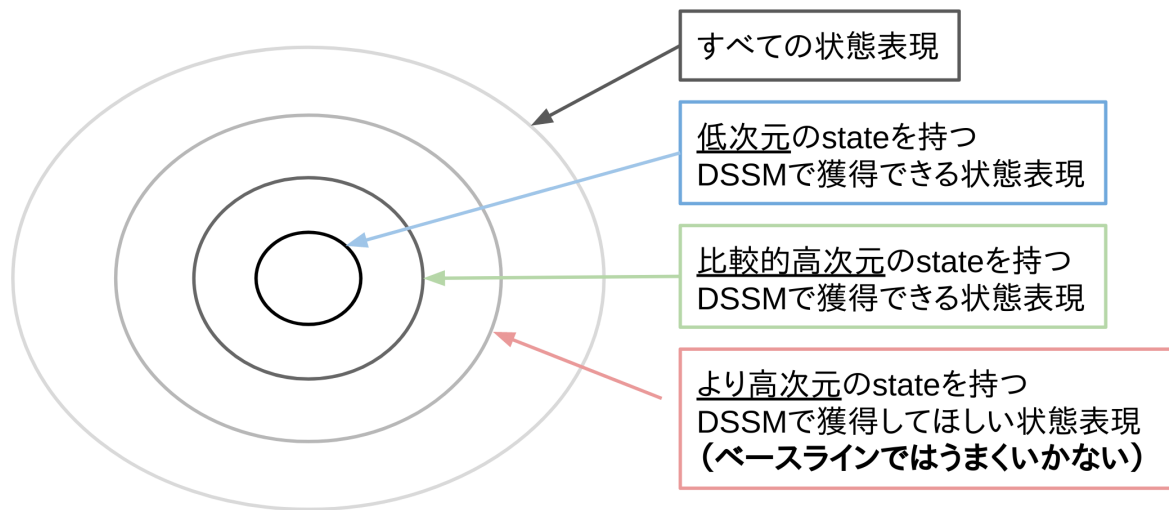 すべての状態表現
低次元のstateを持つ
DSSMで獲得できる状態表現
比較的高次元のstateを持つ
DSSMで獲得できる状態表現
より高次元のstateを持つ
DSSMで獲得してほしい状態表現
（ベースラインではうまくいかない）